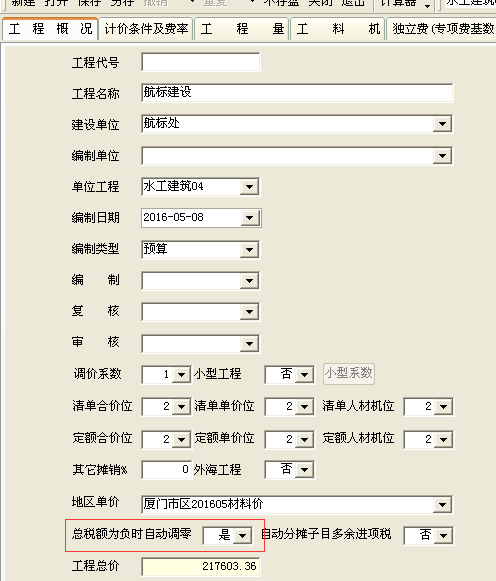 新建 打开 保存 另存 撤销 重复 不存盘 关闭 退出 计算器 水工建筑
工 程 概 况 计价条件及费率 工 程 量 工 料 机 独立费(专项费基数
工程代号
工程名称 航标建设
建设单位 航标处
编制单位
单位工程 水工建筑04
编制日期 2016-05-08
编制类型 预算
编 制
复 核
审 核
调价系数 1 小型工程 否 小型系数
清单合价位 2 清单单价位 2 清单人材机位 2
定额合价位 2 定额单价位 2 定额人材机位 2
其它摊销% 0 外海工程 否
地区单价 厦门市区201605材料价
总税额为负时自动调零 是 自动分摊子目多余进项税 否
工程总价 217603.36